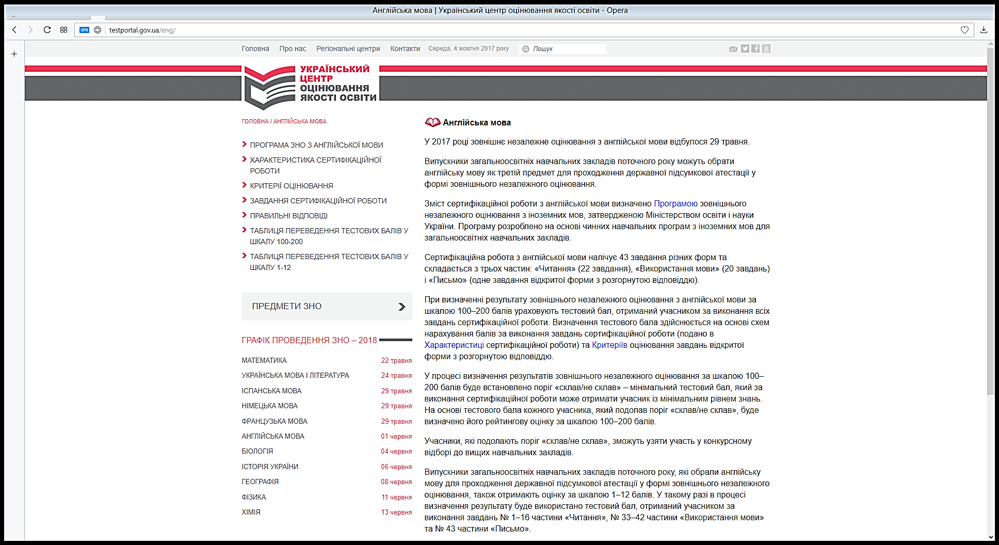 Англійська мова | Український центр оцінювання якості освіти - Opera
VPN testportal.gov.ua/eng/
Головна Про нас Регіональні центри Контакти Середа, 4 жовтня 2017 року Пошук
УКРАЇНСЬКИЙ
ЦЕНТР
ОЦІНЮВАННЯ
ЯКОСТІ ОСВІТИ
ГОЛОВНА / АНГЛІЙСЬКА МОВА
ПРОГРАМА ЗНО З АНГЛІЙСЬКОЇ МОВИ
ХАРАКТЕРИСТИКА СЕРТИФІКАЦІЙНОЇ
РОБОТИ
КРИТЕРІЇ ОЦІНЮВАННЯ
ЗАВДАННЯ СЕРТИФІКАЦІЙНОЇ РОБОТИ
ПРАВИЛЬНІ ВІДПОВІДІ
ТАБЛИЦЯ ПЕРЕВЕДЕННЯ ТЕСТОВИХ БАЛІВ У
ШКАЛУ 100-200
ТАБЛИЦЯ ПЕРЕВЕДЕННЯ ТЕСТОВИХ БАЛІВ У
ШКАЛУ 1-12
ПРЕДМЕТИ ЗНО
ГРАФІК ПРОВЕДЕННЯ ЗНО – 2018
МАТЕМАТИКА 22 травня
УКРАЇНСЬКА МОВА І ЛІТЕРАТУРА 24 травня
ІСПАНСЬКА МОВА 29 травня
НІМЕЦЬКА МОВА 29 травня
ФРАНЦУЗЬКА МОВА 29 травня
АНГЛІЙСЬКА МОВА 01 червня
БІОЛОГІЯ 04 червня
ІСТОРІЯ УКРАЇНИ 06 червня
ГЕОГРАФІЯ 08 червня
ФІЗИКА 11 червня
ХІМІЯ 13 червня
Англійська мова
У 2017 році зовнішнє незалежне оцінювання з англійської мови відбулося 29 травня.
Випускники загальноосвітніх навчальних закладів поточного року можуть обрати
англійську мову як третій предмет для проходження державної підсумкової атестації у
формі зовнішнього незалежного оцінювання.
Зміст сертифікаційної роботи з англійської мови визначено Програмою зовнішнього
незалежного оцінювання з іноземних мов, затвердженою Міністерством освіти і науки
України. Програму розроблено на основі чинних навчальних програм з іноземних мов для
загальноосвітніх навчальних закладів.
Сертифікаційна робота з англійської мови налічує 43 завдання різних форм та
складається з трьох частин: «Читання» (22 завдання), «Використання мови» (20 завдань)
і «Письмо» (одне завдання відкритої форми з розгорнутою відповіддю).
При визначенні результату зовнішнього незалежного оцінювання з англійської мови за
шкалою 100–200 балів ураховують тестовий бал, отриманий учасником за виконання всіх
завдань сертифікаційної роботи. Визначення тестового бала здійснюється на основі схем
нарахування балів за виконання завдань сертифікаційної роботи (подано в
Характеристиці сертифікаційної роботи) та Критеріїв оцінювання завдань відкритої
форми з розгорнутою відповіддю.
У процесі визначення результатів зовнішнього незалежного оцінювання за шкалою 100–
200 балів буде встановлено поріг «склав/не склав» – мінімальний тестовий бал, який за
виконання сертифікаційної роботи може отримати учасник із мінімальним рівнем знань.
На основі тестового бала кожного учасника, який подолав поріг «склав/не склав», буде
визначено його рейтингову оцінку за шкалою 100–200 балів.
Учасники, які подолають поріг «склав/не склав», зможуть узяти участь у конкурсному
відборі до вищих навчальних закладів.
Випускники загальноосвітніх навчальних закладів поточного року, які обрали англійську
мову для проходження державної підсумкової атестації у формі зовнішнього незалежного
оцінювання, також отримають оцінку за шкалою 1–12 балів. У такому разі в процесі
визначення результату буде використано тестовий бал, отриманий учасником за
виконання завдань № 1–16 частини «Читання», № 33–42 частини «Використання мови»
та № 43 частини «Письмо».